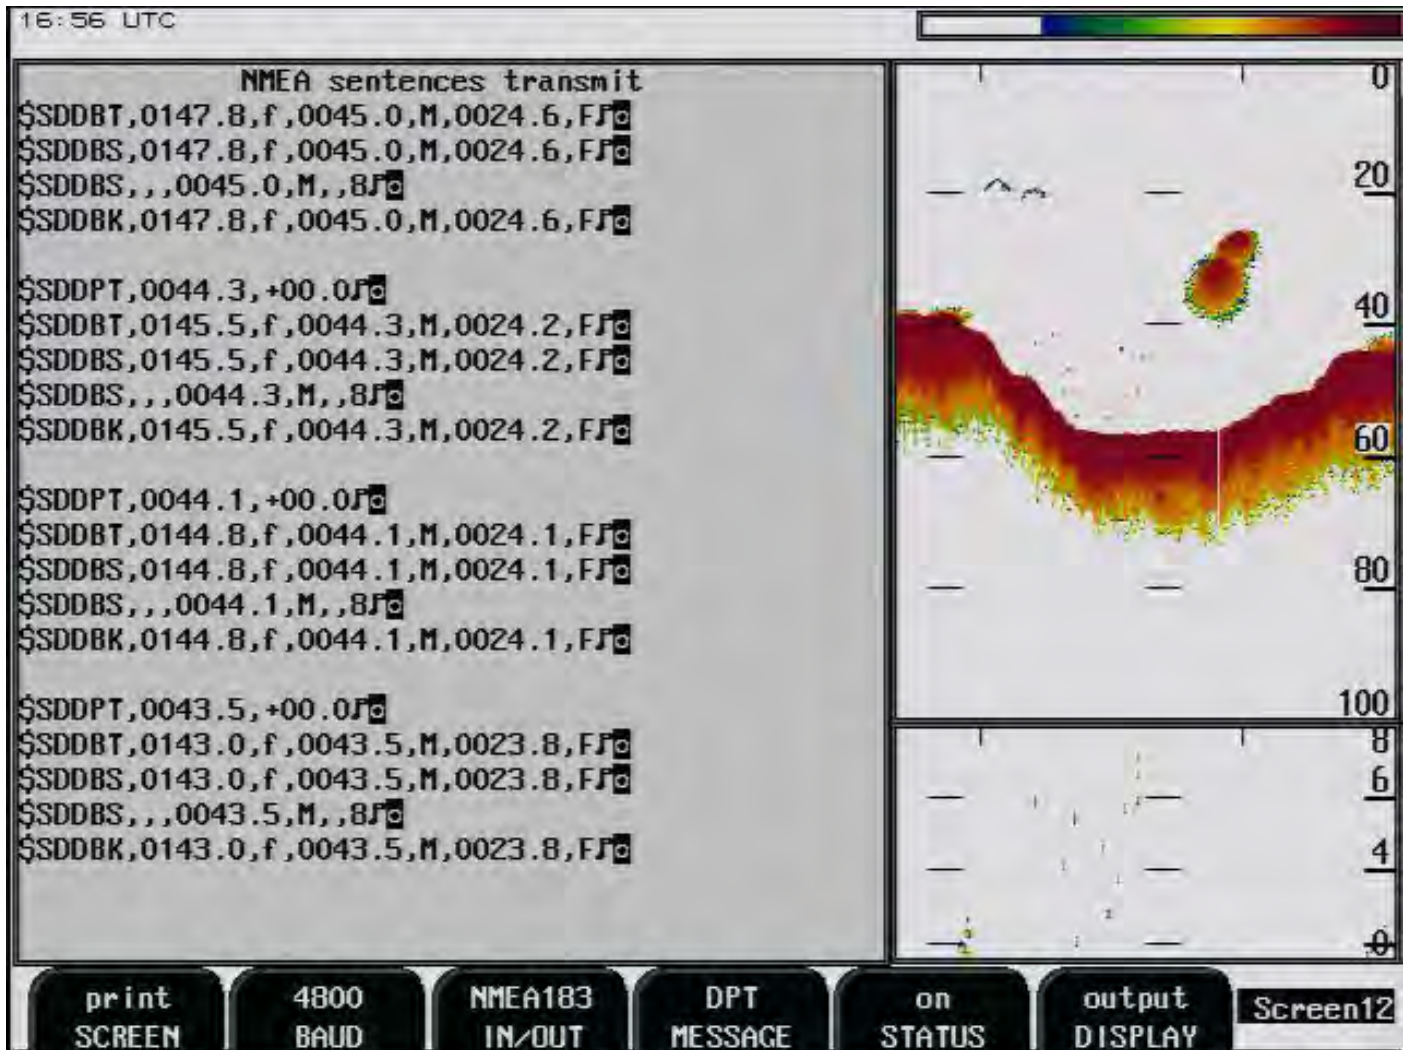 16:56 UTC
NMEA sentences transmit
$SDDBT,0147.8,f,0045.0,M,0024.6,F♪◙
$SDDBS,0147.8,f,0045.0,M,0024.6,F♪◙
$SDDBS,,,0045.0,M,,8♪◙
$SDDBK,0147.8,f,0045.0,M,0024.6,F♪◙
$SDDPT,0044.3,+00.0♪◙
$SDDBT,0145.5,f,0044.3,M,0024.2,F♪◙
$SDDBS,0145.5,f,0044.3,M,0024.2,F♪◙
$SDDBS,,,0044.3,M,,8♪◙
$SDDBK,0145.5,f,0044.3,M,0024.2,F♪◙
$SDDPT,0044.1,+00.0♪◙
$SDDBT,0144.8,f,0044.1,M,0024.1,F♪◙
$SDDBS,0144.8,f,0044.1,M,0024.1,F♪◙
$SDDBS,,,0044.1,M,,8♪◙
$SDDBK,0144.8,f,0044.1,M,0024.1,F♪◙
$SDDPT,0043.5,+00.0♪◙
$SDDBT,0143.0,f,0043.5,M,0023.8,F♪◙
$SDDBS,0143.0,f,0043.5,M,0023.8,F♪◙
$SDDBS,,,0043.5,M,,8♪◙
$SDDBK,0143.0,f,0043.5,M,0023.8,F♪◙
0
20
40
60
80
100
8
6
4
0
print
SCREEN
4800
BAUD
NMEA183
IN/OUT
DPT
MESSAGE
on
STATUS
output
DISPLAY
Screen12